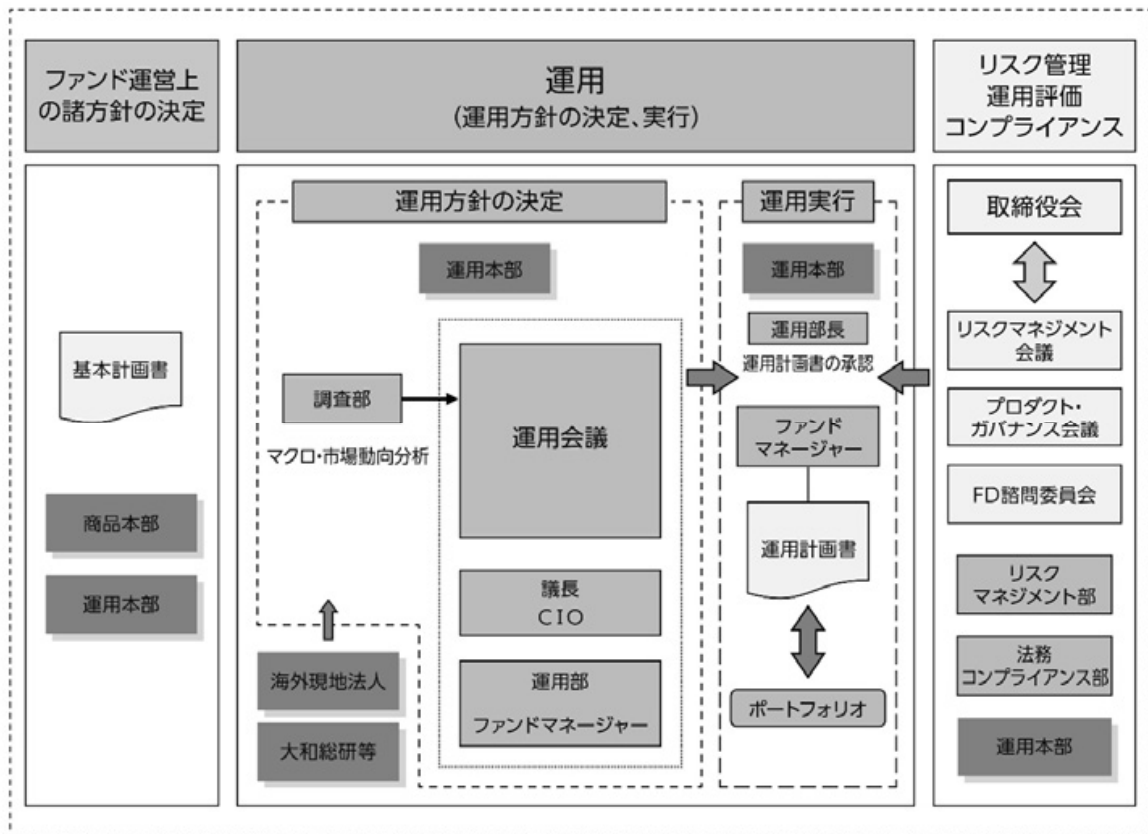 ファンド運営上
の諸方針の決定
運用
(運用方針の決定、実行)
リスク管理
運用評価
コンプライアンス
基本計画書
商品本部
運用本部
運用方針の決定
運用本部
調査部
マクロ・市場動向分析
運用会議
議長
CIO
運用部
ファンドマネージャー
海外現地法人
大和総研等
運用実行
運用本部
運用部長
運用計画書の承認
ファンド
マネージャー
運用計画書
ポートフォリオ
取締役会
リスクマネジメント
会議
プロダクト・
ガバナンス会議
FD諮問委員会
リスク
マネジメント部
法務
コンプライアンス部
運用本部